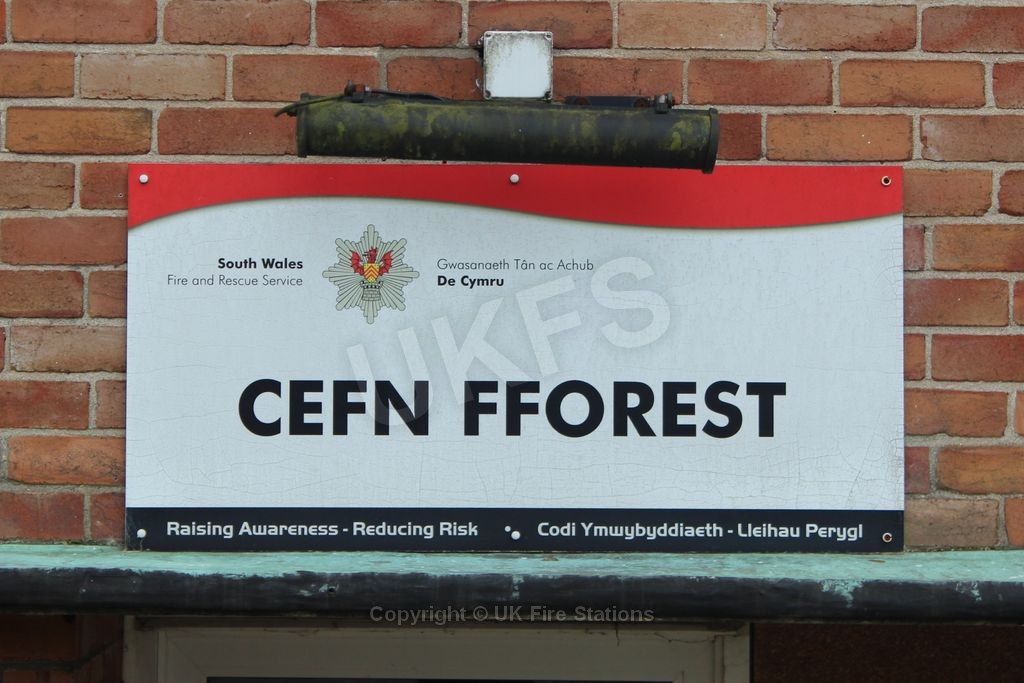 South Wales
Fire and Rescue Service
Gwasanaeth Tân ac Achub
De Cymru
UKFS
CEFN FFOREST
Raising Awareness - Reducing Risk
Codi Ymwybyddiaeth - Lleihau Perygl
Copyright © UK Fire Stations